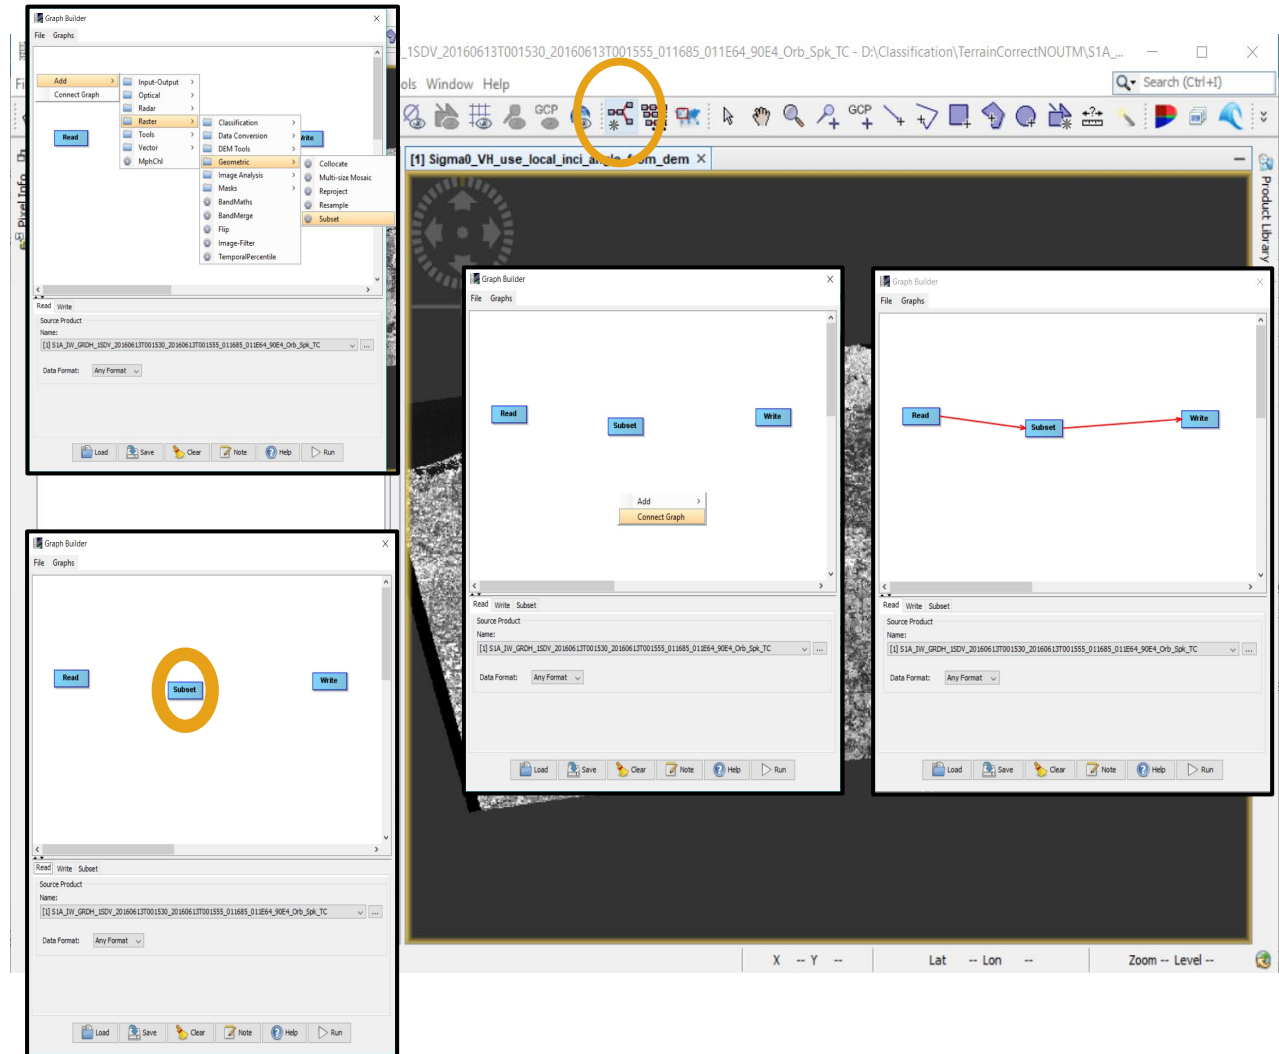 Graph Builder
File Graphs
Add
Connect Graph
Input-Output
Optical
Radar
Raster
Tools
Vector
MphChl
Classification
Data Conversion
DEM Tools
Geometric
Image Analysis
Masks
BandMaths
BandMerge
Flip
Image-Filter
TemporalPercentile
Collocate
Multi-size Mosaic
Reproject
Resample
Subset
Read
Write
Read Write
Source Product
Name:
[1] S1A_IW_GRDH_1SDV_20160613T001530_20160613T001555_011685_011E64_90E4_Orb_Spk_TC
Data Format: Any Format
Load Save Clear Note Help Run
_1SDV_20160613T001530_20160613T001555_011685_011E64_90E4_Orb_Spk_TC - D:\Classification\TerrainCorrectNOUTM\S1A_...
ols Window Help
Search (Ctrl+I)
GCP
GCP
[1] Sigma0_VH_use_local_inci_angle_from_dem
Pixel Info
Product Library
Graph Builder
File Graphs
Read
Subset
Write
Add
Connect Graph
Read Write Subset
Source Product
Name:
[1] S1A_IW_GRDH_1SDV_20160613T001530_20160613T001555_011685_011E64_90E4_Orb_Spk_TC
Data Format: Any Format
Load Save Clear Note Help Run
Graph Builder
File Graphs
Read
Subset
Write
Read Write Subset
Source Product
Name:
[1] S1A_IW_GRDH_1SDV_20160613T001530_20160613T001555_011685_011E64_90E4_Orb_Spk_TC
Data Format: Any Format
Load Save Clear Note Help Run
Graph Builder
File Graphs
Read
Subset
Write
Read Write Subset
Source Product
Name:
[1] S1A_IW_GRDH_1SDV_20160613T001530_20160613T001555_011685_011E64_90E4_Orb_Spk_TC
Data Format: Any Format
Load Save Clear Note Help Run
X -- Y -- Lat -- Lon -- Zoom -- Level --